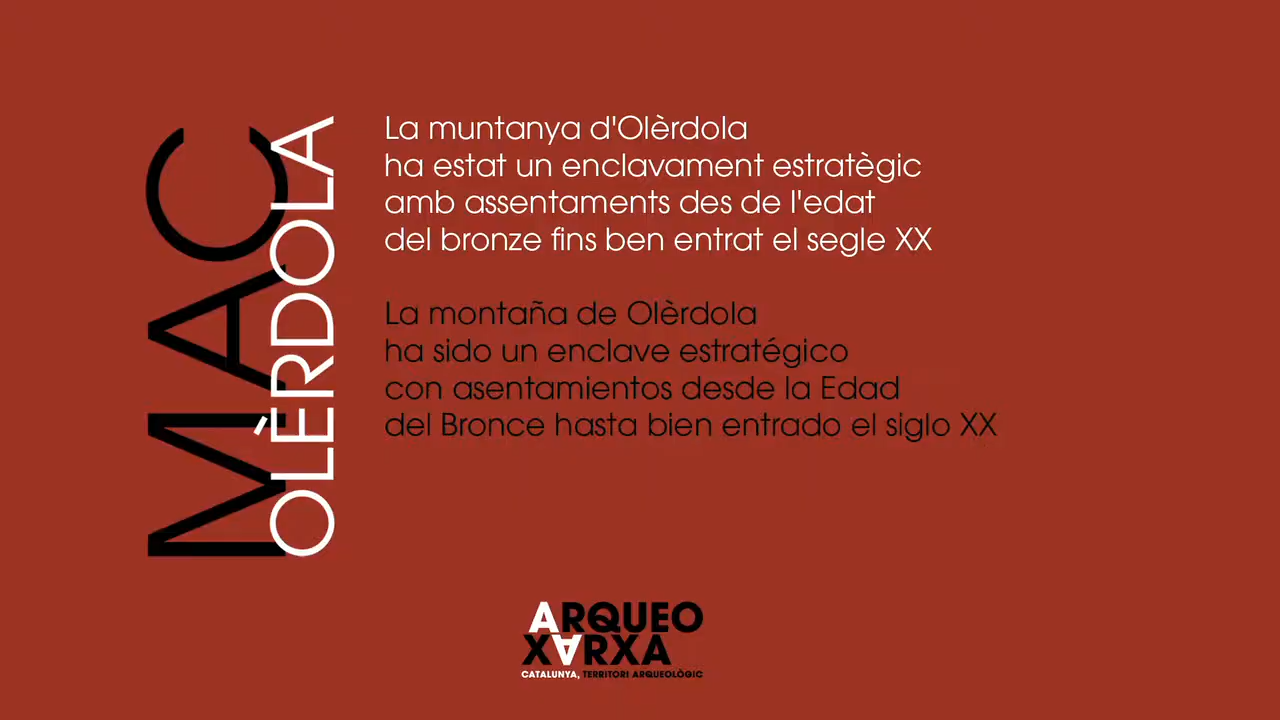 MAC
OLÈRDOLA
La muntanya d'Olèrdola
ha estat un enclavament estratègic
amb assentaments des de l'edat
del bronze fins ben entrat el segle XX
La montaña de Olèrdola
ha sido un enclave estratégico
con asentamientos desde la Edad
del Bronce hasta bien entrado el siglo XX
ARQUEO
XARXA
CATALUNYA, TERRITORI ARQUEOLÒGIC